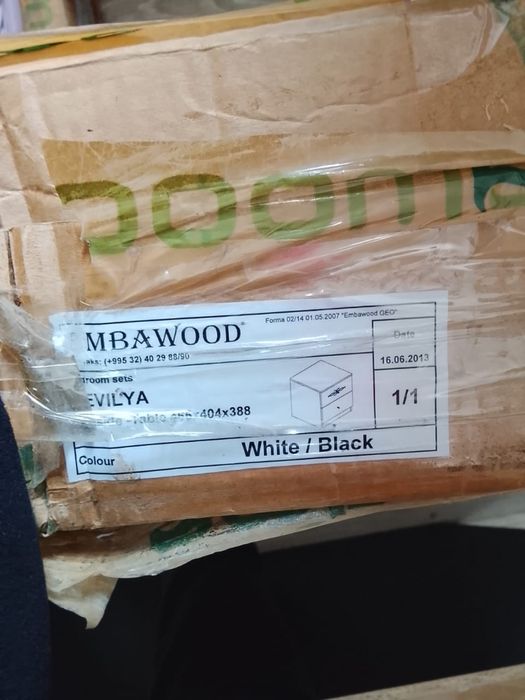 MBAWOOD®
Forma 02/14 01.05.2007 "Embawood GEO"
Date
aks: (+995 32) 40 29 88/90
16.06.2013
room sets
EVILYA
404x388
1/1
Colour
White / Black